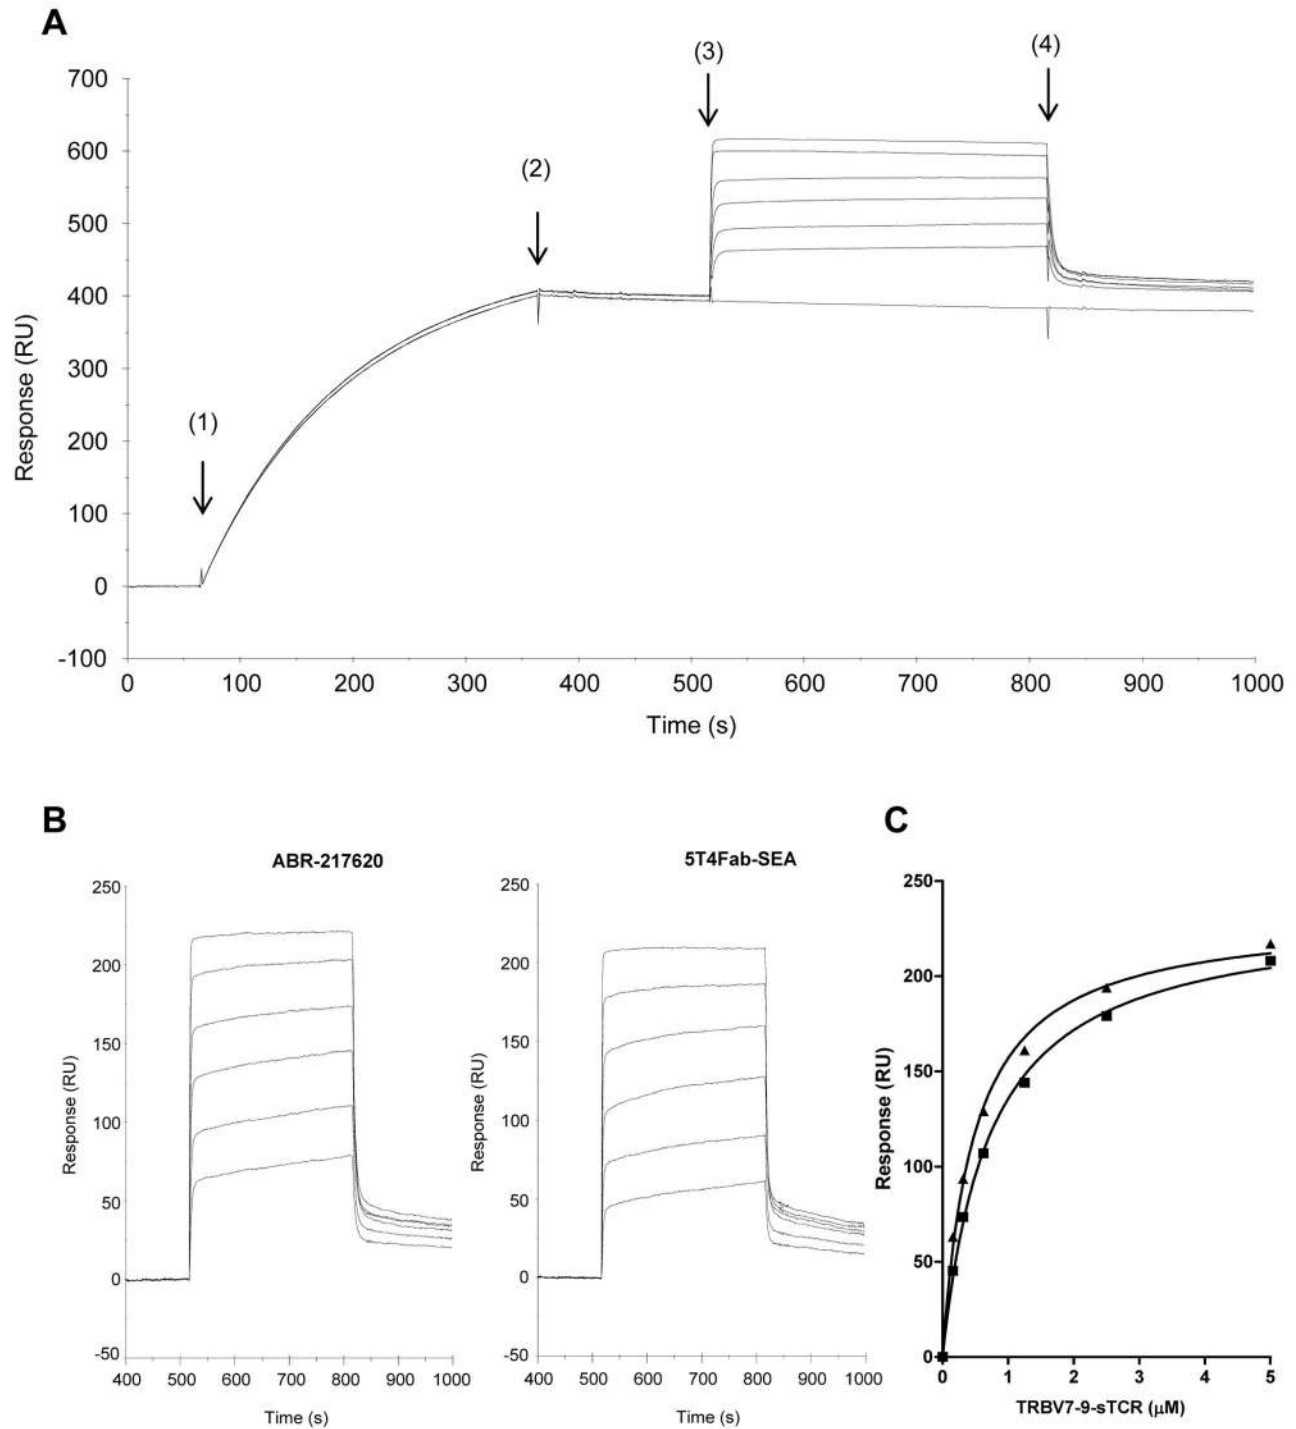 A
(1)
(2)
(3)
(4)
700
600
500
400
300
200
100
0
-100
Response (RU)
0 100 200 300 400 500 600 700 800 900 1000
Time (s)
B
ABR-217620
250
200
150
100
50
0
-50
Response (RU)
400 500 600 700 800 900 1000
Time (s)
5T4Fab-SEA
250
200
150
100
50
0
-50
Response (RU)
400 500 600 700 800 900 1000
Time (s)
C
250
200
150
100
50
0
Response (RU)
0 1 2 3 4 5
TRBV7-9-sTCR (μM)